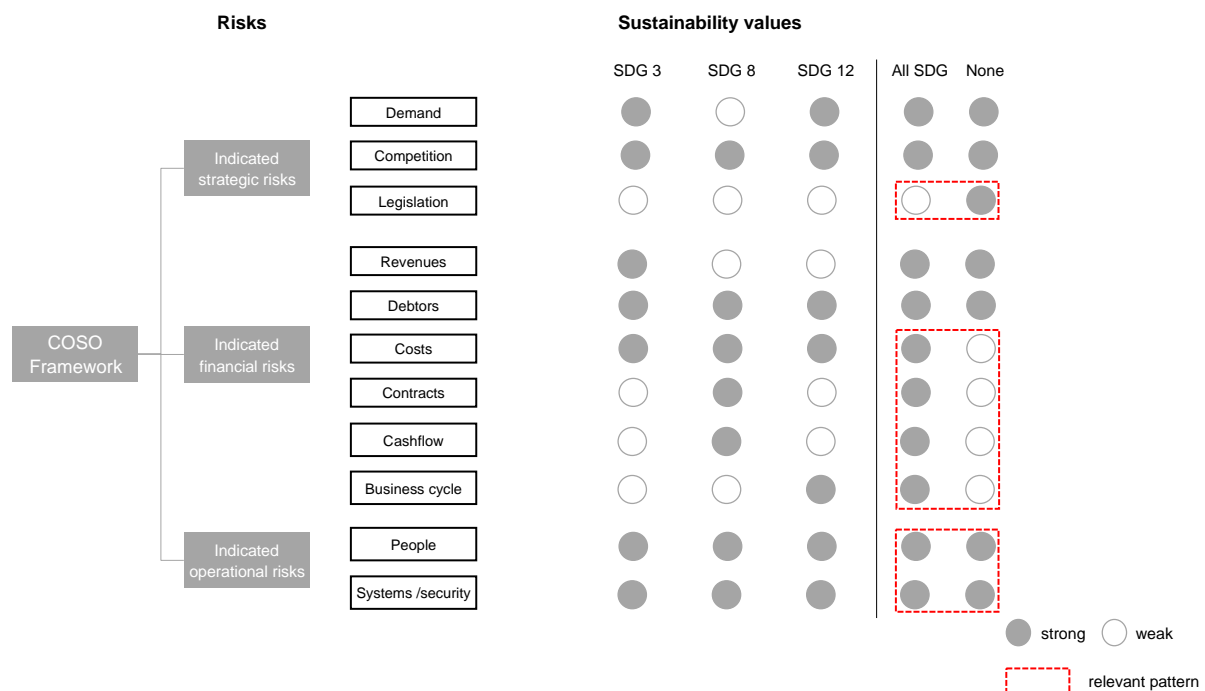 Risks
Sustainability values
SDG 3
SDG 8
SDG 12
All SDG
None
Demand
Indicated
strategic risks
Competition
Legislation
Revenues
Debtors
COSO
Framework
Indicated
financial risks
Costs
Contracts
Cashflow
Business cycle
Indicated
operational risks
People
Systems /security
strong
weak
relevant pattern